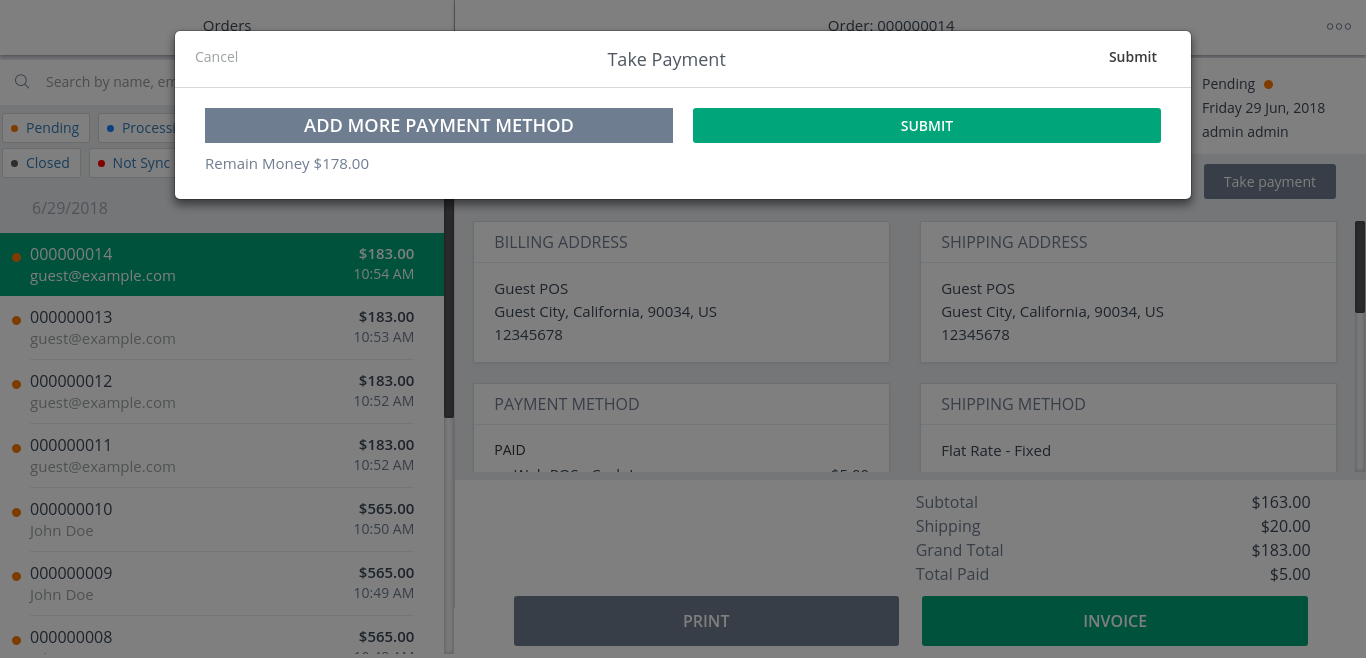 Orders
Order: 000000014
Cancel
Take Payment
Submit
ADD MORE PAYMENT METHOD
SUBMIT
Remain Money $178.00
Search by name, em
Pending
Processi
Closed
Not Sync
Pending
Friday 29 Jun, 2018
admin admin
Take payment
6/29/2018
000000014 $183.00
guest@example.com 10:54 AM
000000013 $183.00
guest@example.com 10:53 AM
000000012 $183.00
guest@example.com 10:52 AM
000000011 $183.00
guest@example.com 10:52 AM
000000010 $565.00
John Doe 10:50 AM
000000009 $565.00
John Doe 10:49 AM
000000008 $565.00
BILLING ADDRESS
Guest POS
Guest City, California, 90034, US
12345678
SHIPPING ADDRESS
Guest POS
Guest City, California, 90034, US
12345678
PAYMENT METHOD
PAID
SHIPPING METHOD
Flat Rate - Fixed
Subtotal $163.00
Shipping $20.00
Grand Total $183.00
Total Paid $5.00
PRINT
INVOICE